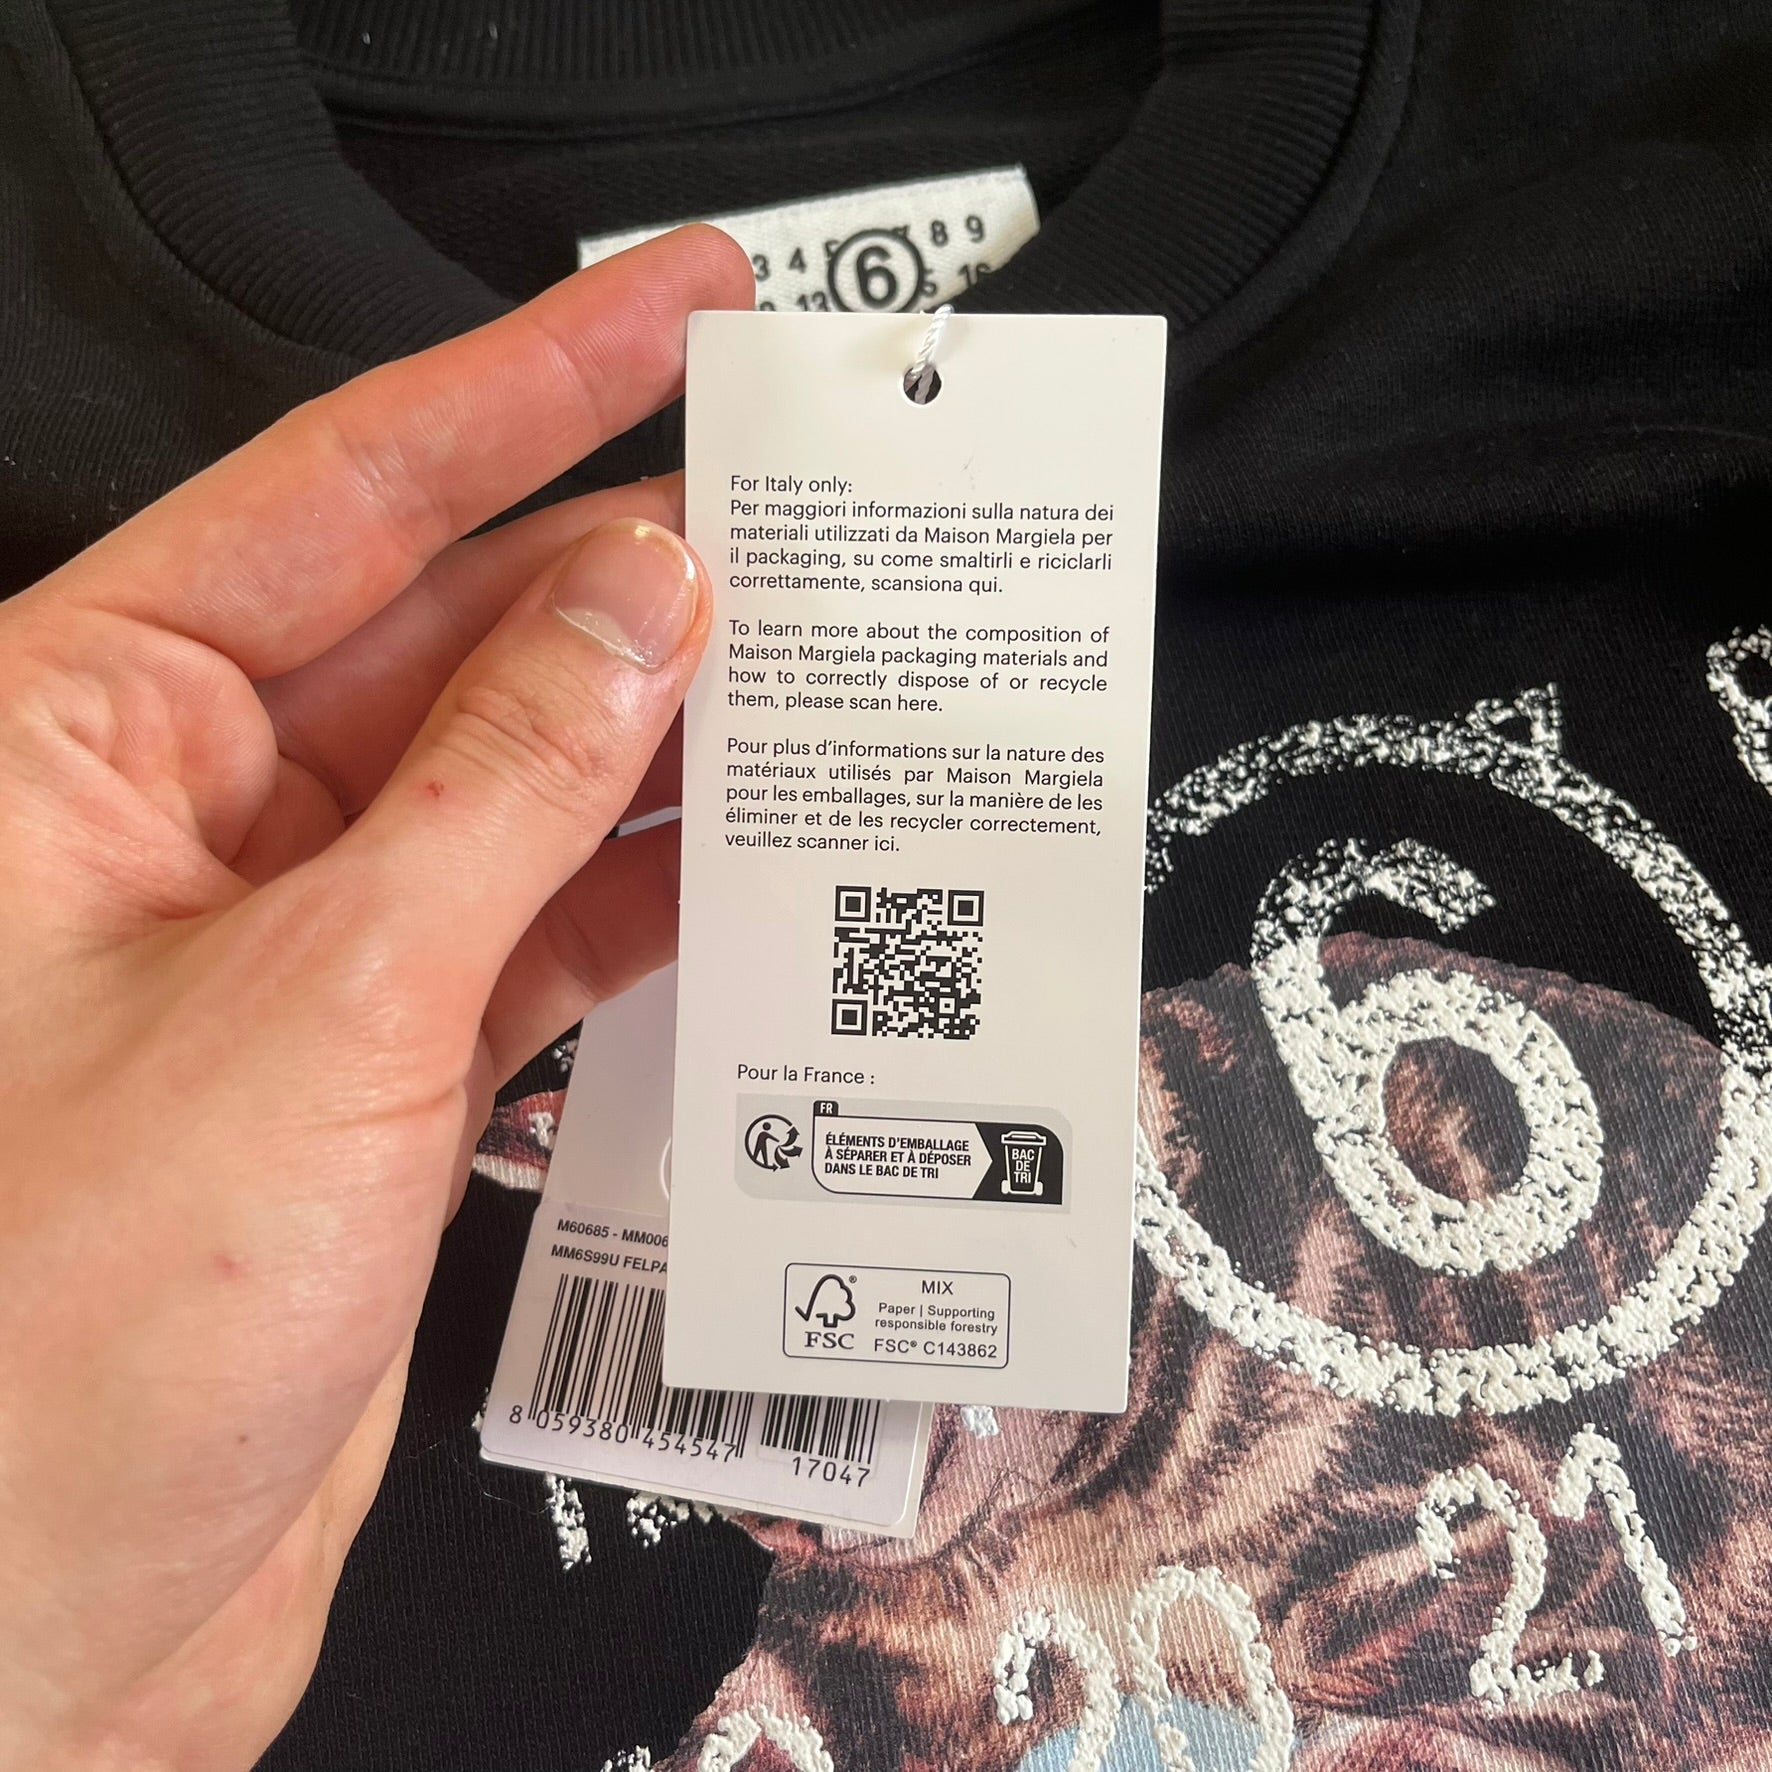 3 4 6 8 9
13 16
For Italy only:
Per maggiori informazioni sulla natura dei
materiali utilizzati da Maison Margiela per
il packaging, su come smaltirli e riciclarli
correttamente, scansiona qui.
To learn more about the composition of
Maison Margiela packaging materials and
how to correctly dispose of or recycle
them, please scan here.
Pour plus d'informations sur la nature des
matériaux utilisés par Maison Margiela
pour les emballages, sur la manière de les
éliminer et de les recycler correctement,
veuillez scanner ici.
Pour la France :
FR
ÉLÉMENTS D'EMBALLAGE
À SÉPARER ET À DÉPOSER
DANS LE BAC DE TRI
BAC
DE
TRI
FSC®
MIX
Paper | Supporting
responsible forestry
FSC® C143862
M60685 - MM006
MM6S99U FELPA
8 059380 454547
17047
6
21
20